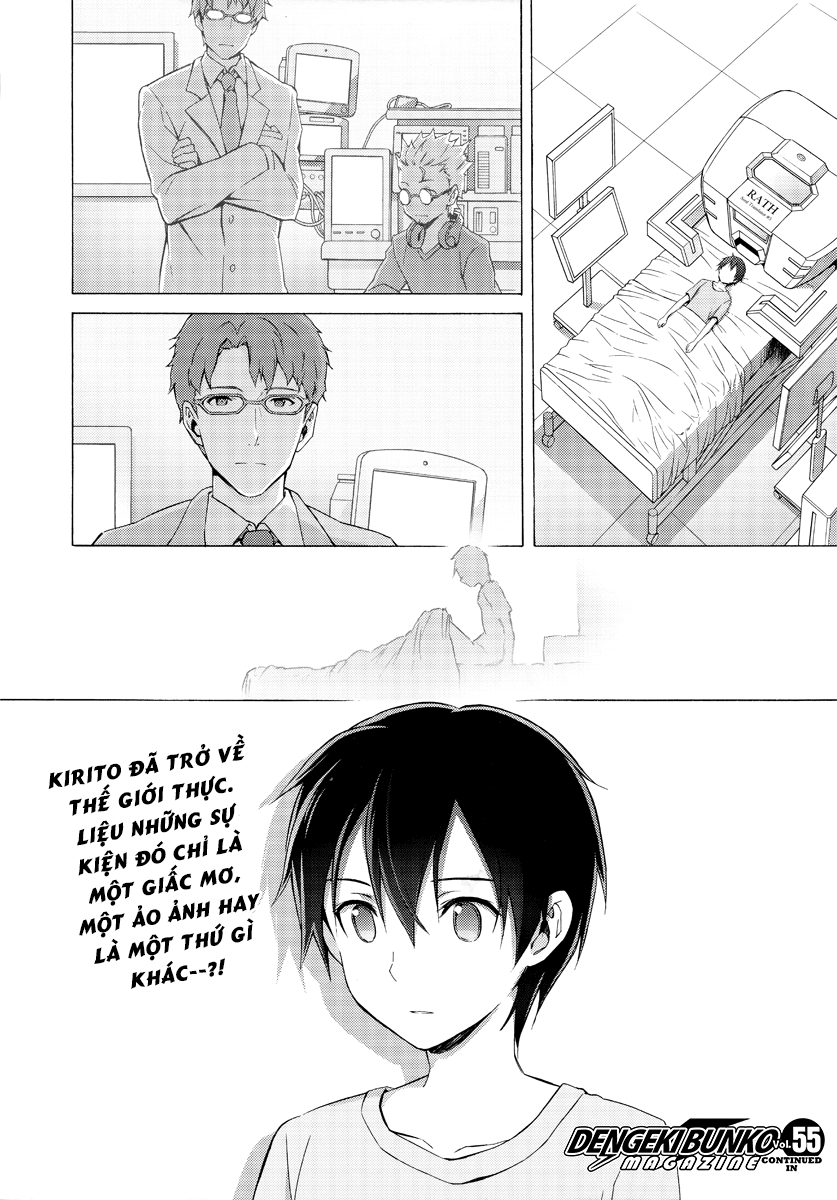 RATH
KIRITO ĐÃ TRỞ VỀ
THẾ GIỚI THỰC.
LIỆU NHỮNG SỰ
KIỆN ĐÓ CHỈ LÀ
MỘT GIẤC MƠ,
MỘT ẢO ẢNH HAY
LÀ MỘT THỨ GÌ
KHÁC--?!
DENGEKI BUNKO
MAGAZINE
Vol. 55
CONTINUED
IN